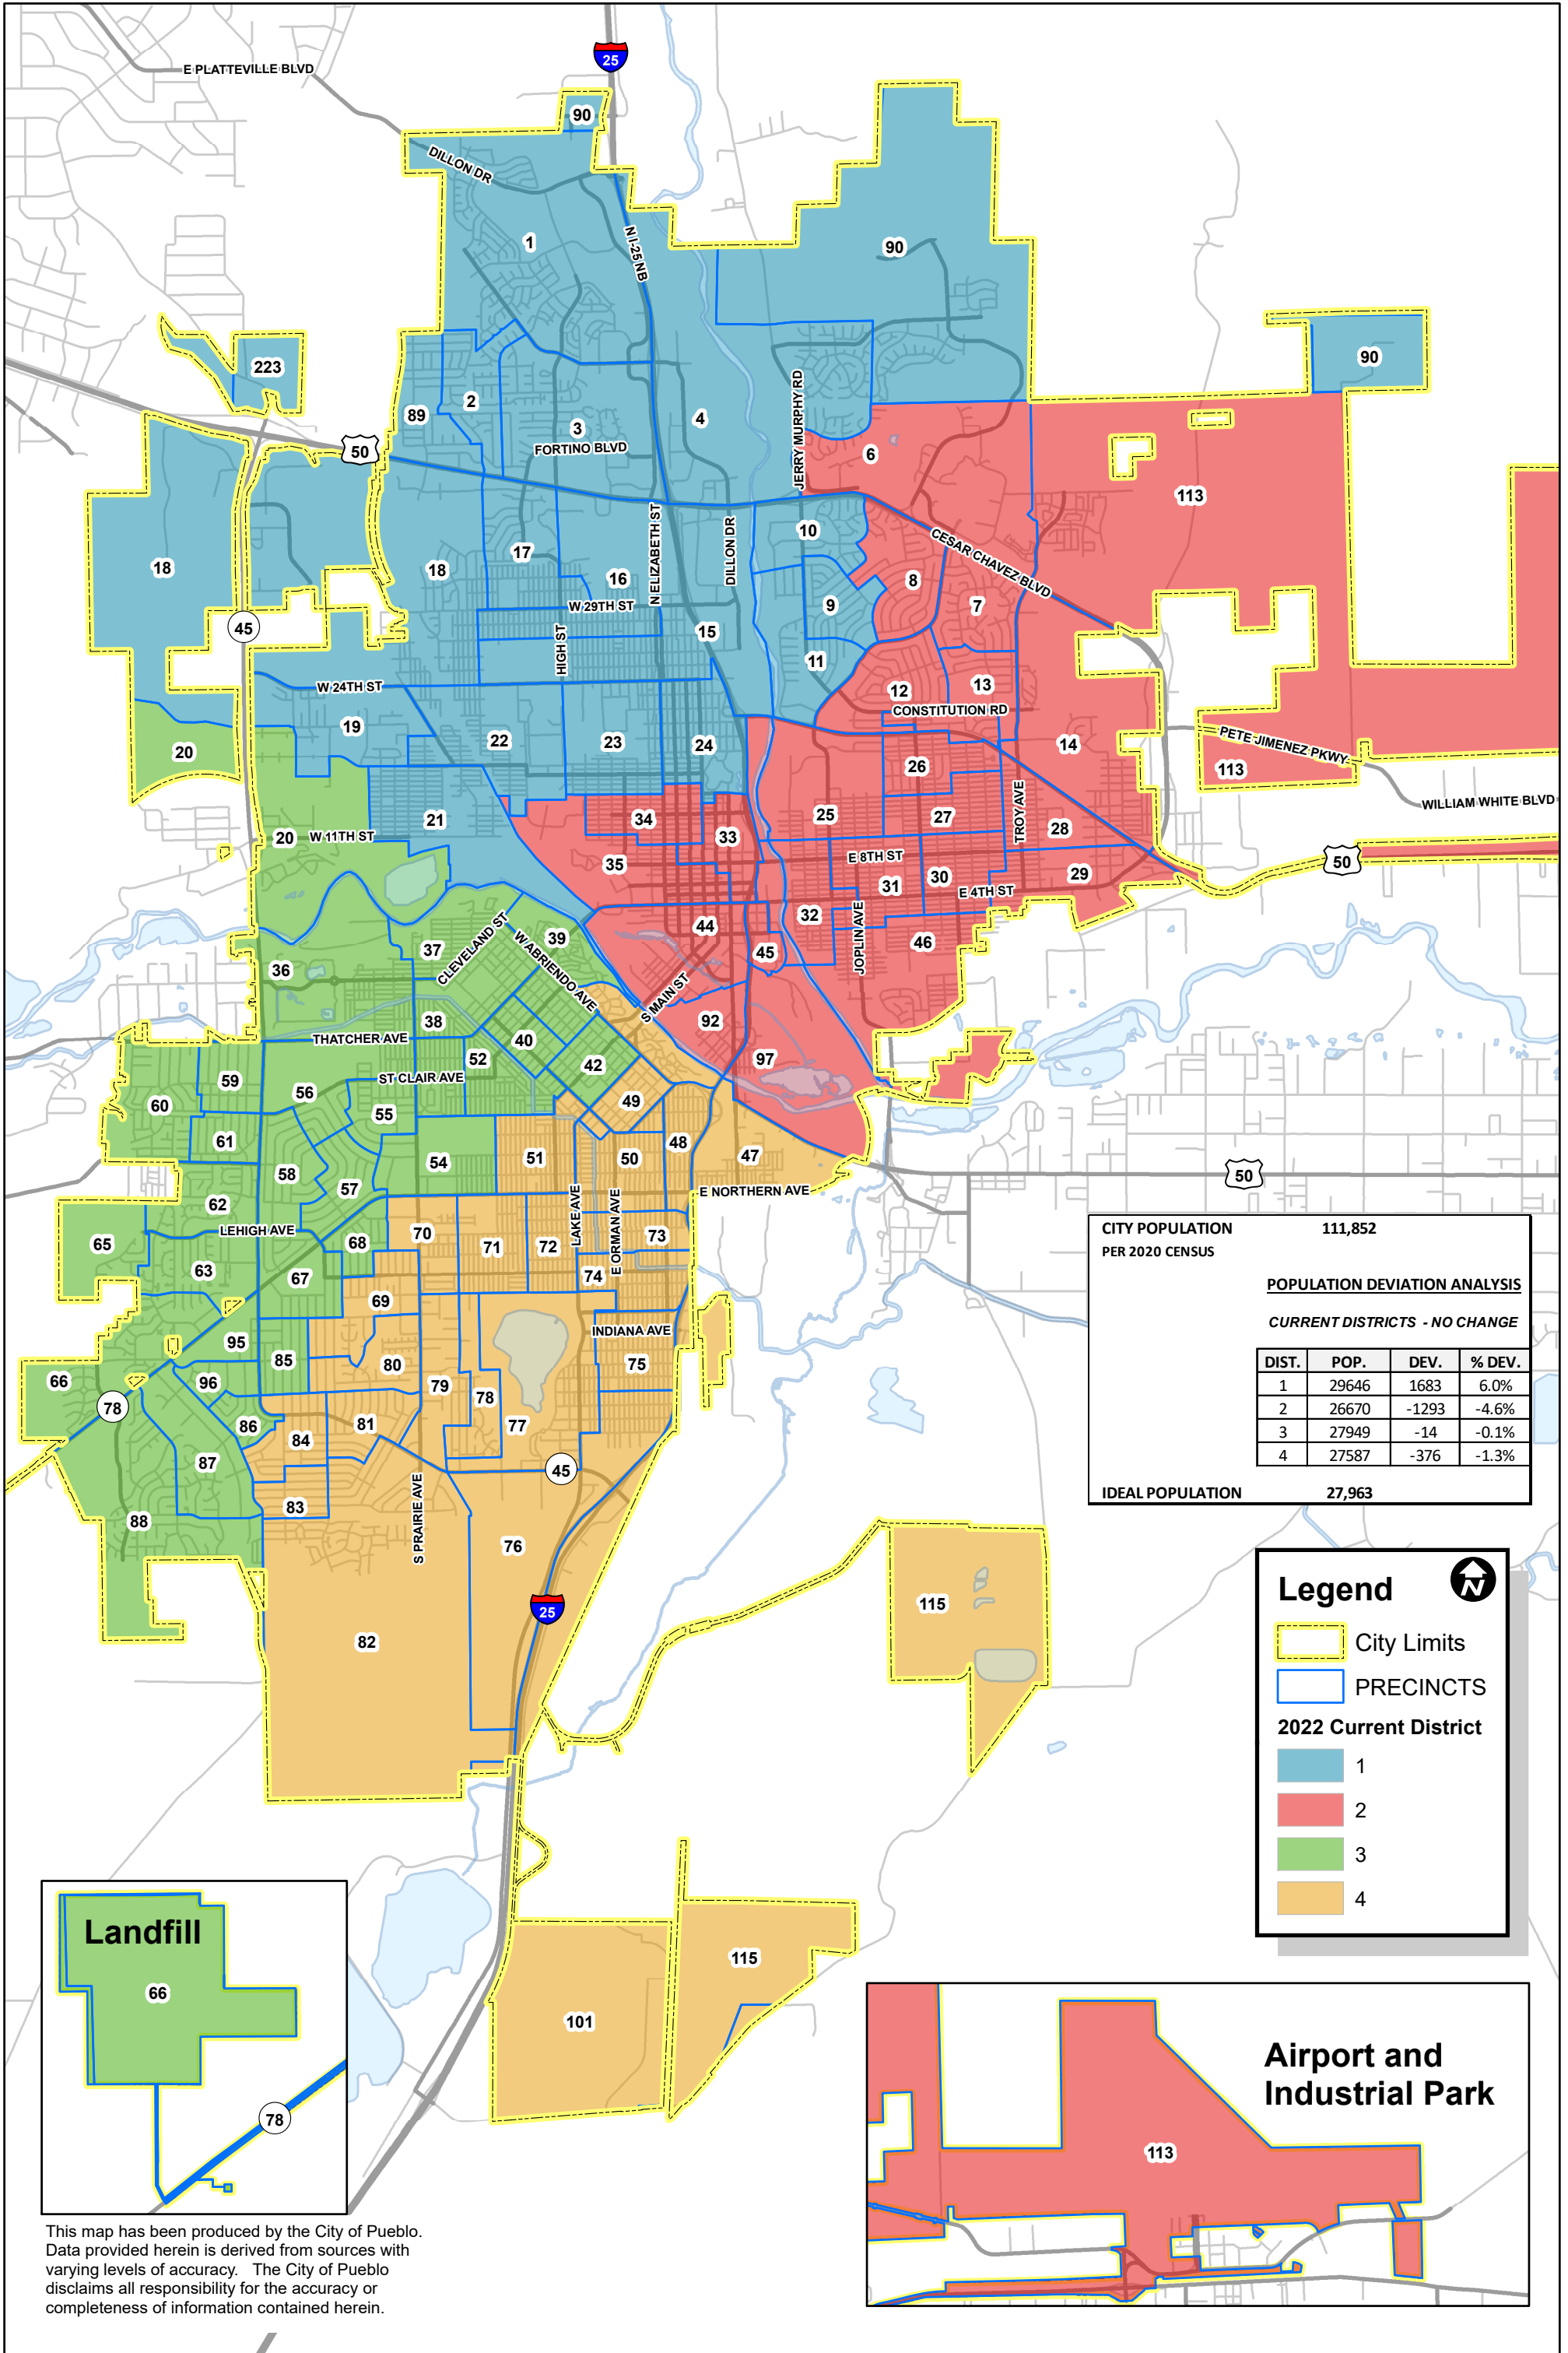 E PLATTEVILLE BLVD
25
90
DILLON DR
1
N I-25 NB
90
223
90
89
2
3
4
JERRY MURPHY RD
FORTINO BLVD
50
6
113
18
18
17
16
N ELIZABETH ST
DILLON DR
10
CESAR CHAVEZ BLVD
8
9
7
W 29TH ST
45
HIGH ST
15
11
W 24TH ST
12
13
CONSTITUTION RD
19
20
22
23
24
14
PETE JIMENEZ PKWY
113
26
WILLIAM WHITE BLVD
21
34
25
27
TROY AVE
28
20
W 11TH ST
33
35
E 8TH ST
50
30
31
29
E 4TH ST
32
44
JOPLIN AVE
46
37
CLEVELAND ST
W ABRIENDO AVE
39
45
36
S MAIN ST
38
92
THATCHER AVE
40
52
42
97
ST CLAIR AVE
59
56
60
55
49
61
48
54
51
50
47
58
57
50
E NORTHERN AVE
62
LEHIGH AVE
LAKE AVE
E ORMAN AVE
65
68
70
71
72
73
63
67
74
69
INDIANA AVE
95
85
80
75
66
96
79
78
78
77
86
81
84
87
45
83
S PRAIRIE AVE
88
76
25
82
115
115
101
CITY POPULATION 111,852
PER 2020 CENSUS
POPULATION DEVIATION ANALYSIS
CURRENT DISTRICTS - NO CHANGE
DIST. POP. DEV. % DEV.
1 29646 1683 6.0%
2 26670 -1293 -4.6%
3 27949 -14 -0.1%
4 27587 -376 -1.3%
IDEAL POPULATION 27,963
Legend
N
City Limits
PRECINCTS
2022 Current District
1
2
3
4
Landfill
66
78
Airport and
Industrial Park
113
This map has been produced by the City of Pueblo.
Data provided herein is derived from sources with
varying levels of accuracy. The City of Pueblo
disclaims all responsibility for the accuracy or
completeness of information contained herein.